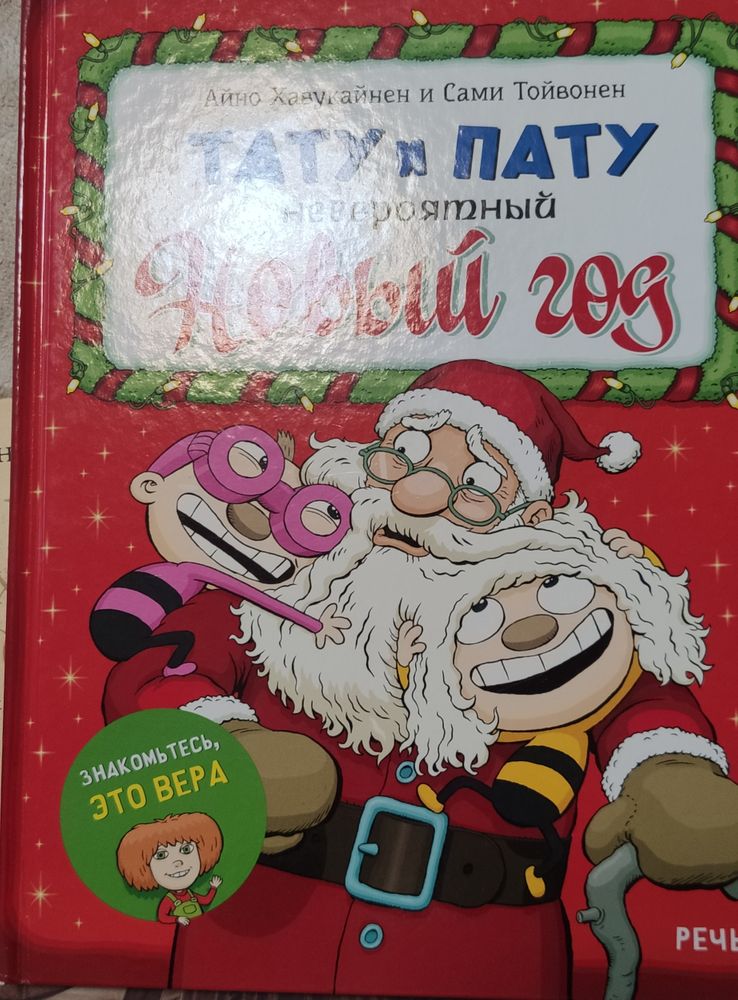 Айно Хавукайнен и Сами Тойвонен
ТАТУ и ПАТУ
невероятный
Новый год
ЗНАКОМЬТЕСЬ,
ЭТО ВЕРА
РЕЧЬ